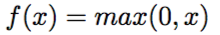 f(x) = max(0, x)